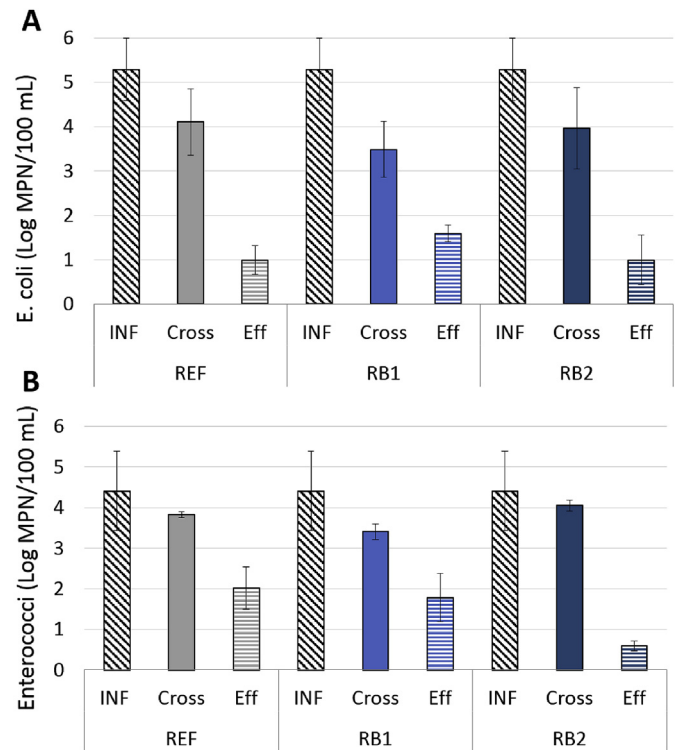 A
E. coli (Log MPN/100 mL)
6
5
4
3
2
1
0
INF Cross Eff INF Cross Eff INF Cross Eff
REF RB1 RB2
B
Enterococci (Log MPN/100 mL)
6
5
4
3
2
1
0
INF Cross Eff INF Cross Eff INF Cross Eff
REF RB1 RB2